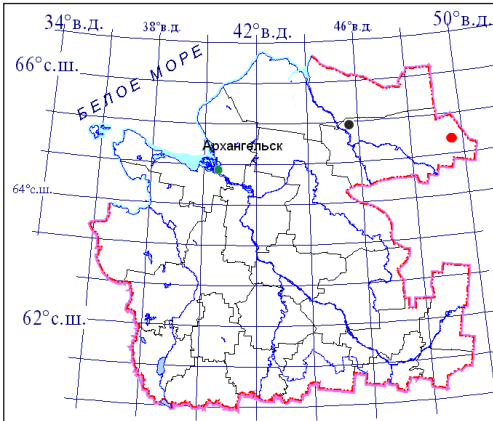 34°в.д.
38°в.д.
42°в.д.
46°в.д.
50°в.д.
66°с.ш.
БЕЛОЕ МОРЕ
Архангельск
64°с.ш.
62°с.ш.